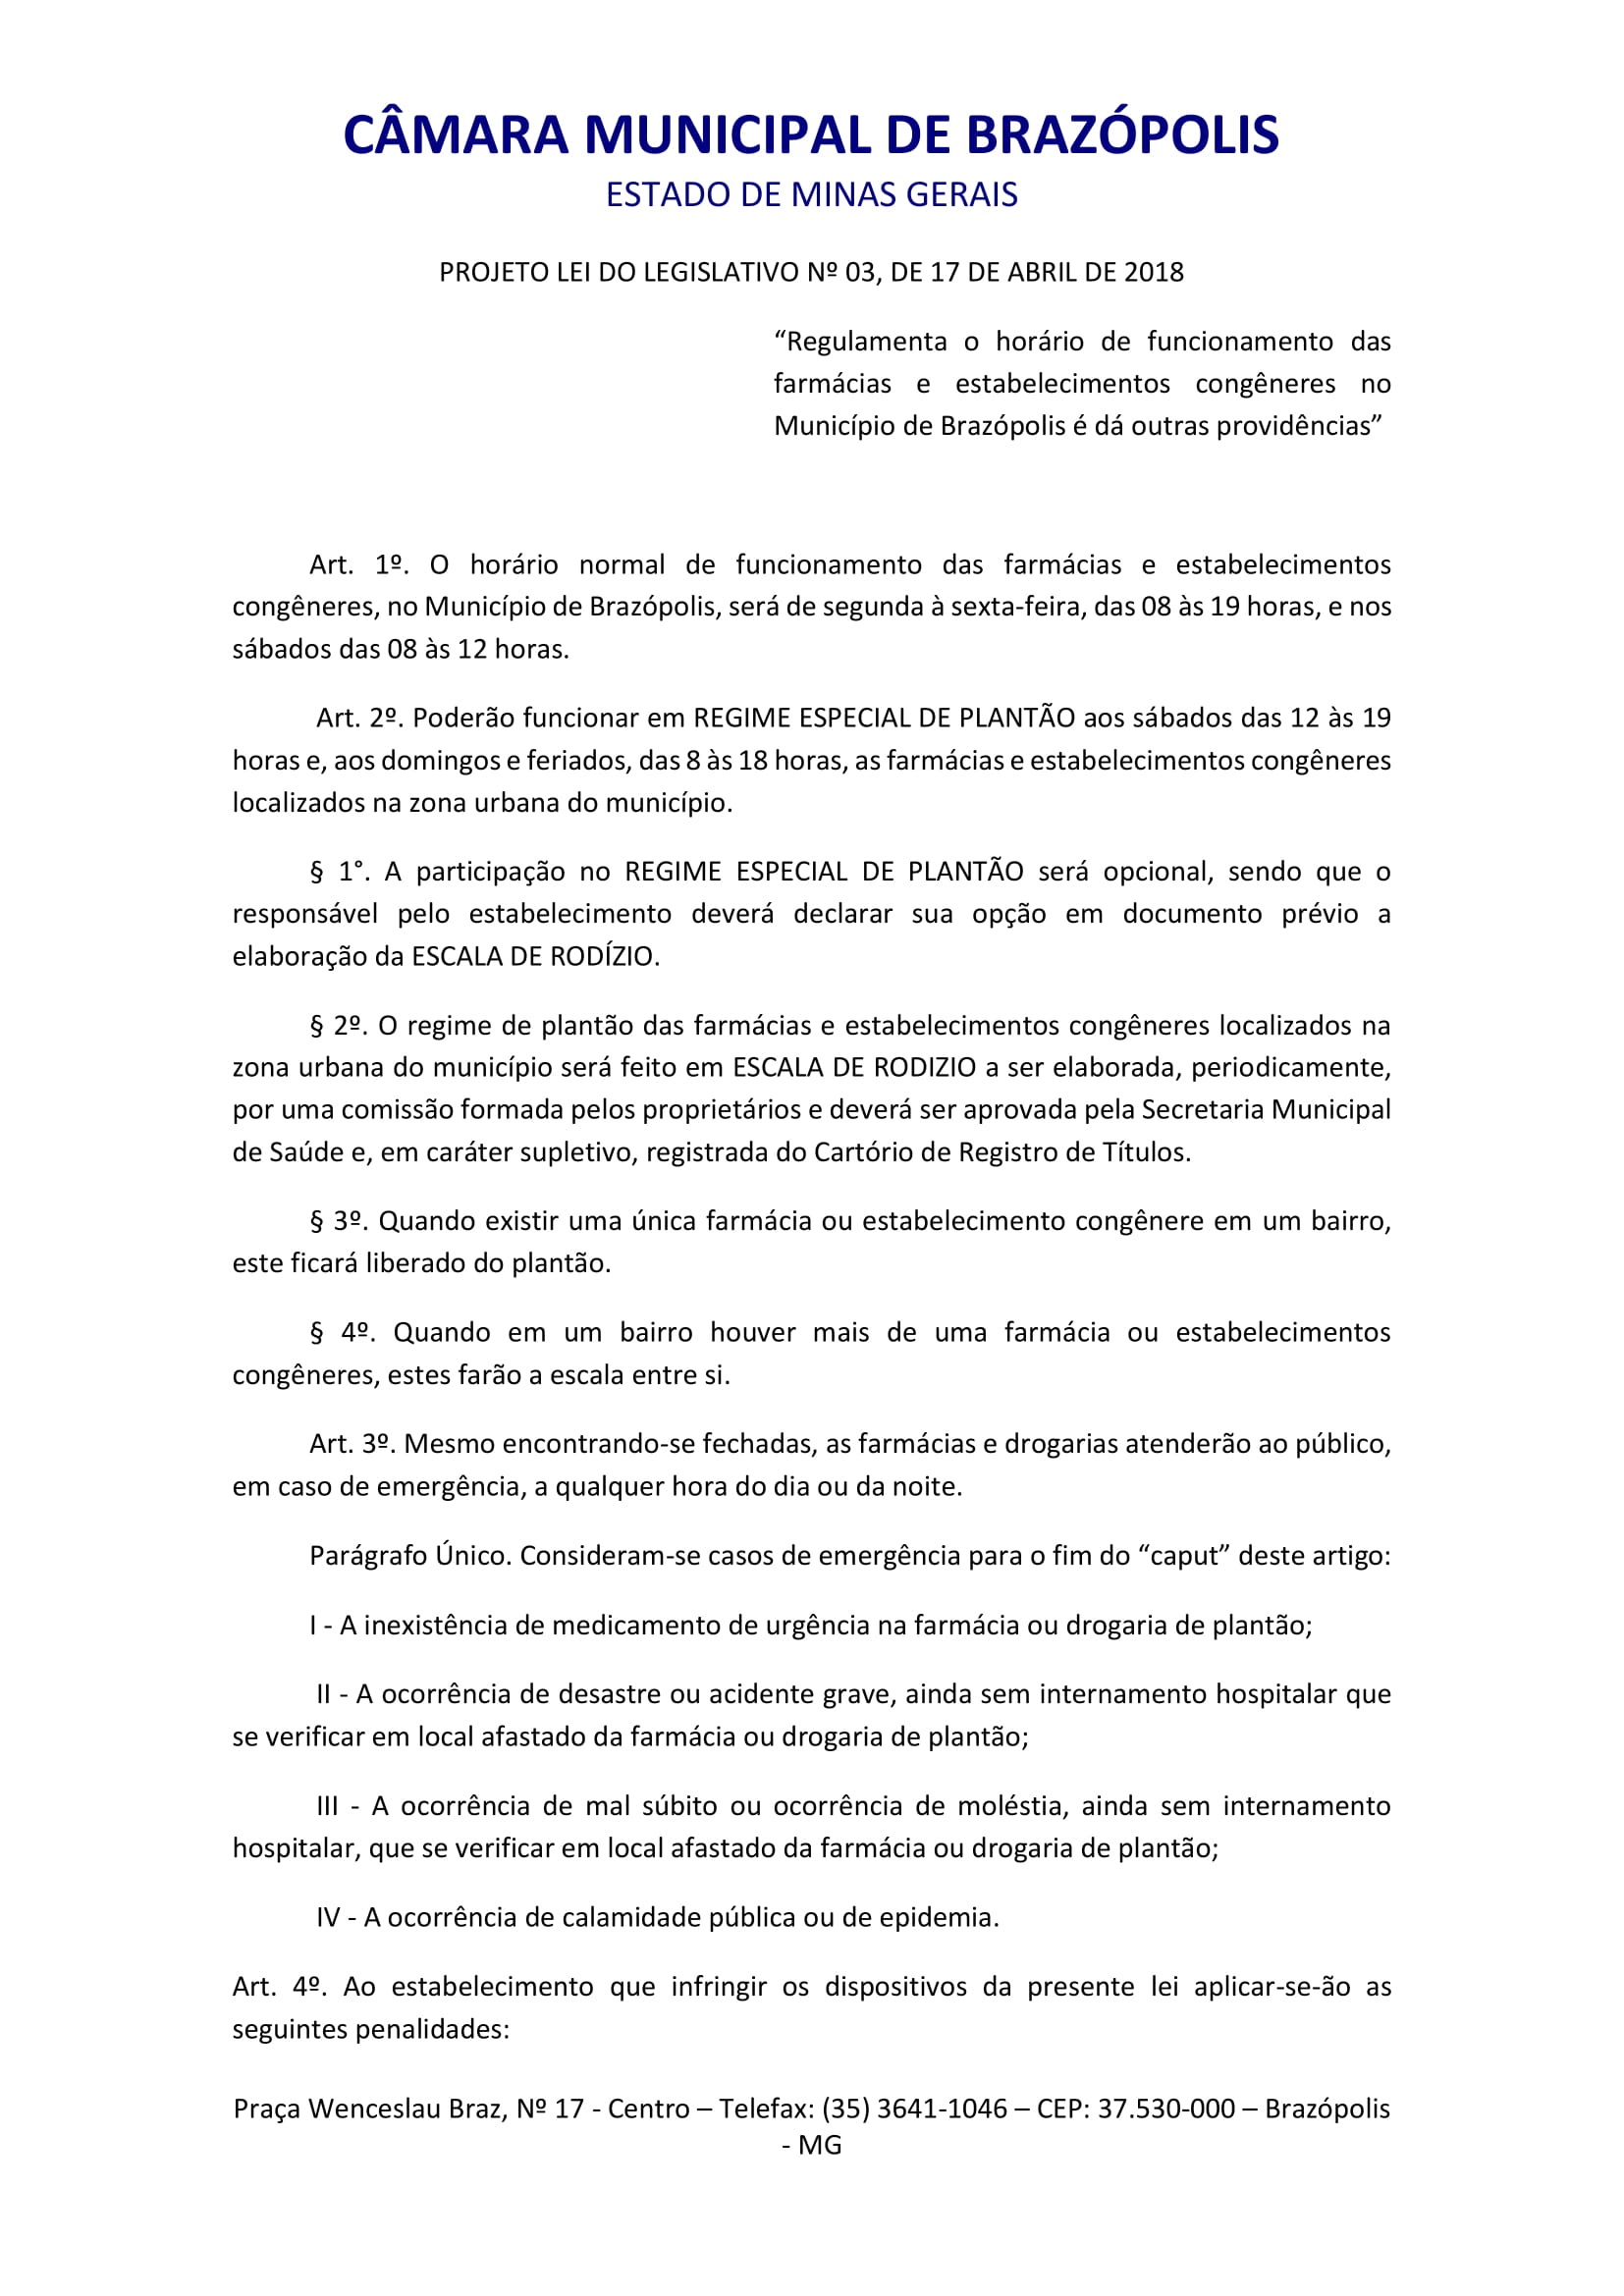 CÂMARA MUNICIPAL DE BRAZÓPOLIS
ESTADO DE MINAS GERAIS
PROJETO LEI DO LEGISLATIVO Nº 03, DE 17 DE ABRIL DE 2018
“Regulamenta o horário de funcionamento das
farmácias e estabelecimentos congêneres no
Município de Brazópolis é dá outras providências”
Art. 1º. O horário normal de funcionamento das farmácias e estabelecimentos
congêneres, no Município de Brazópolis, será de segunda à sexta-feira, das 08 às 19 horas, e nos
sábados das 08 às 12 horas.
Art. 2º. Poderão funcionar em REGIME ESPECIAL DE PLANTÃO aos sábados das 12 às 19
horas e, aos domingos e feriados, das 8 às 18 horas, as farmácias e estabelecimentos congêneres
localizados na zona urbana do município.
§ 1°. A participação no REGIME ESPECIAL DE PLANTÃO será opcional, sendo que o
responsável pelo estabelecimento deverá declarar sua opção em documento prévio a
elaboração da ESCALA DE RODÍZIO.
§ 2º. O regime de plantão das farmácias e estabelecimentos congêneres localizados na
zona urbana do município será feito em ESCALA DE RODIZIO a ser elaborada, periodicamente,
por uma comissão formada pelos proprietários e deverá ser aprovada pela Secretaria Municipal
de Saúde e, em caráter supletivo, registrada do Cartório de Registro de Títulos.
§ 3º. Quando existir uma única farmácia ou estabelecimento congênere em um bairro,
este ficará liberado do plantão.
§ 4º. Quando em um bairro houver mais de uma farmácia ou estabelecimentos
congêneres, estes farão a escala entre si.
Art. 3º. Mesmo encontrando-se fechadas, as farmácias e drogarias atenderão ao público,
em caso de emergência, a qualquer hora do dia ou da noite.
Parágrafo Único. Consideram-se casos de emergência para o fim do “caput” deste artigo:
I - A inexistência de medicamento de urgência na farmácia ou drogaria de plantão;
II - A ocorrência de desastre ou acidente grave, ainda sem internamento hospitalar que
se verificar em local afastado da farmácia ou drogaria de plantão;
III - A ocorrência de mal súbito ou ocorrência de moléstia, ainda sem internamento
hospitalar, que se verificar em local afastado da farmácia ou drogaria de plantão;
IV - A ocorrência de calamidade pública ou de epidemia.
Art. 4º. Ao estabelecimento que infringir os dispositivos da presente lei aplicar-se-ão as
seguintes penalidades:
Praça Wenceslau Braz, Nº 17 - Centro – Telefax: (35) 3641-1046 – CEP: 37.530-000 – Brazópolis
- MG